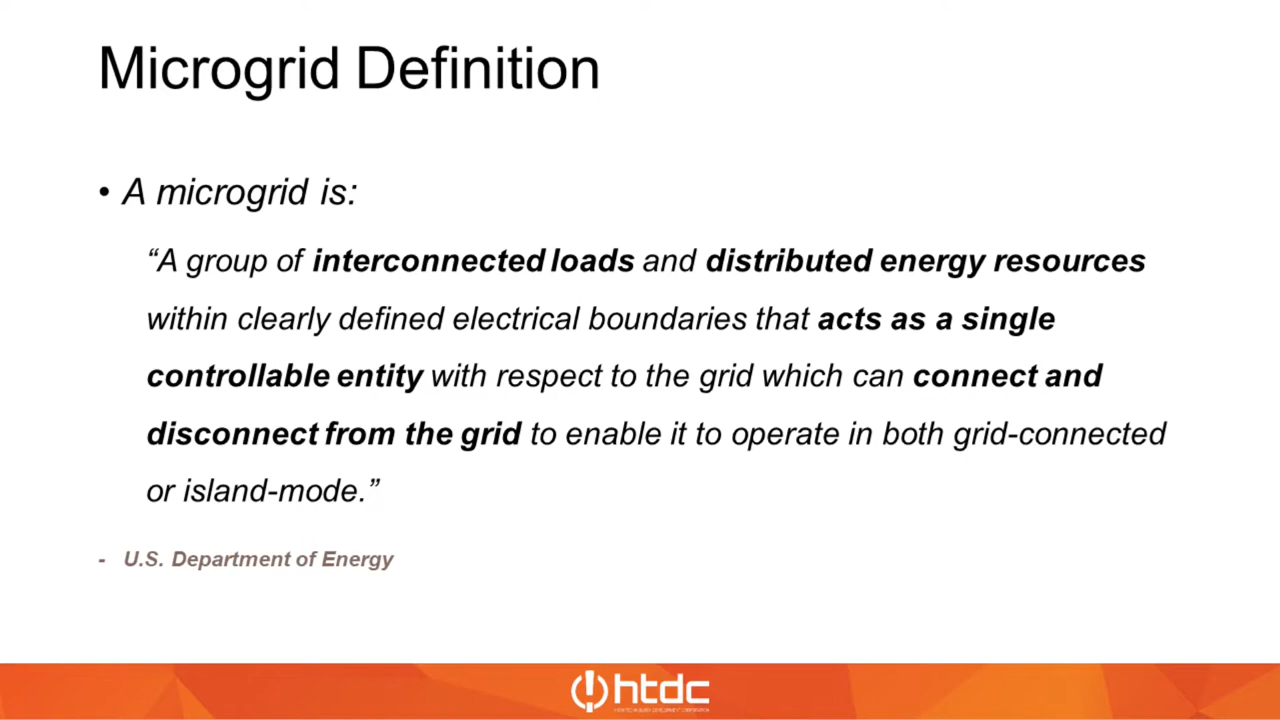 Microgrid Definition
• A microgrid is:
“A group of interconnected loads and distributed energy resources
within clearly defined electrical boundaries that acts as a single
controllable entity with respect to the grid which can connect and
disconnect from the grid to enable it to operate in both grid-connected
or island-mode.”
- U.S. Department of Energy
htdc